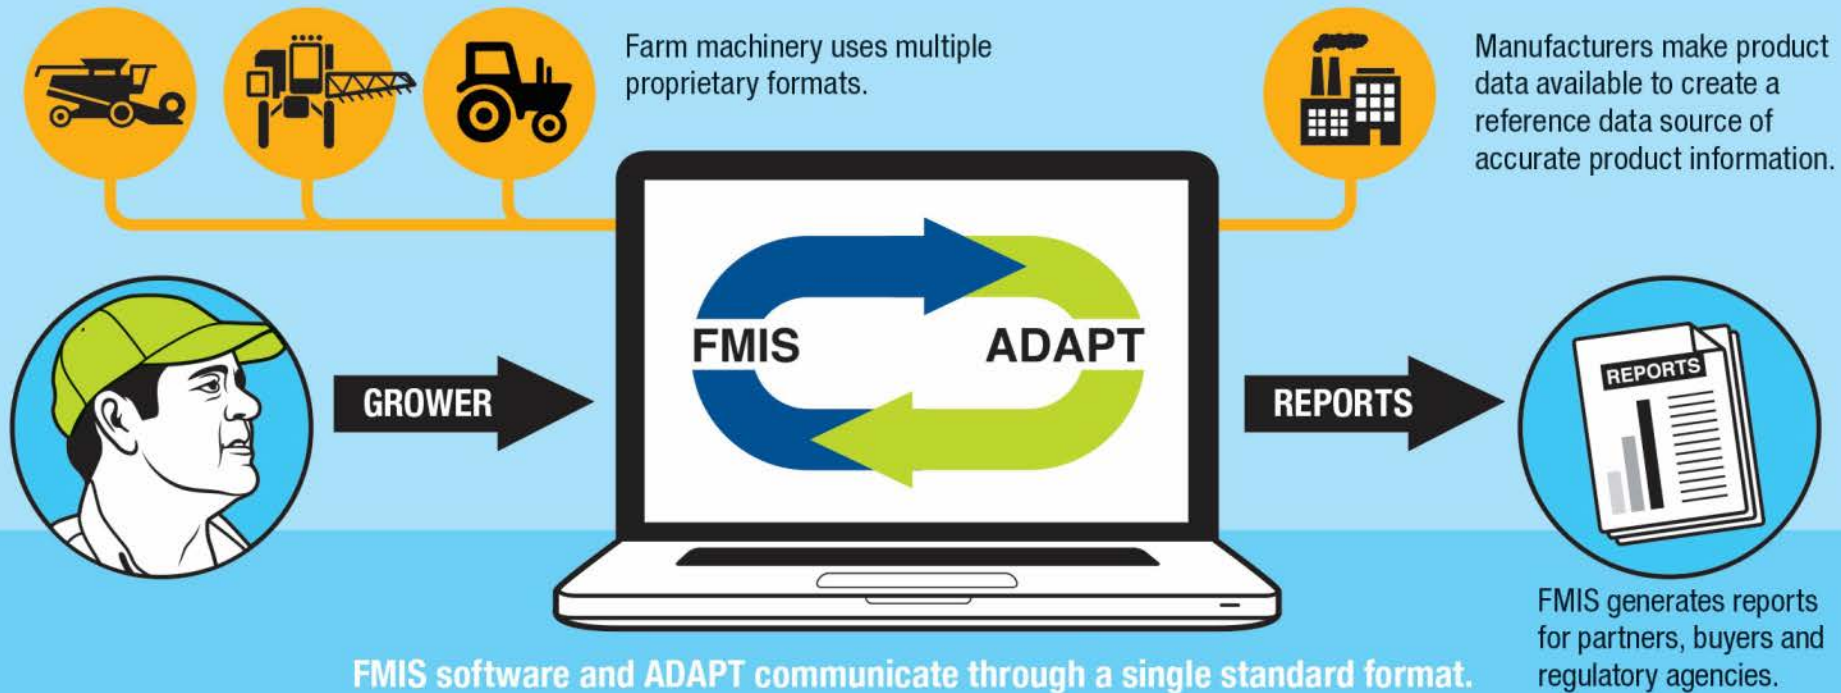 Farm machinery uses multiple
proprietary formats.
Manufacturers make product
data available to create a
reference data source of
accurate product information.
FMIS
ADAPT
GROWER
REPORTS
REPORTS
FMIS generates reports
for partners, buyers and
regulatory agencies.
FMIS software and ADAPT communicate through a single standard format.